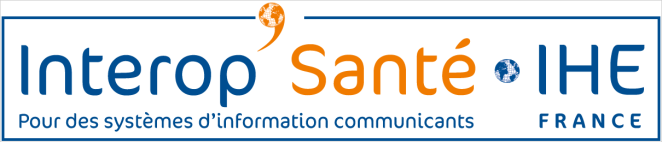 Interop'Santé IHE
Pour des systèmes d'information communicants FRANCE